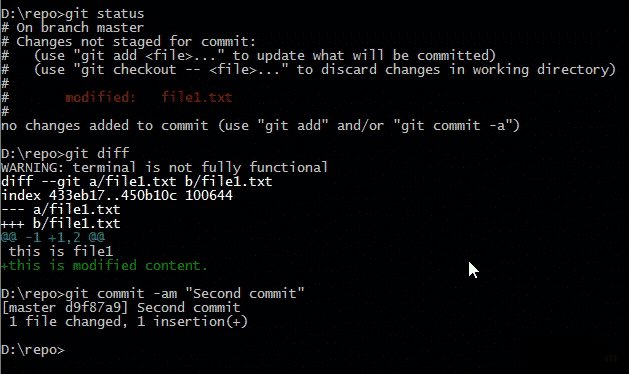 D:\repo>git status
# On branch master
# Changes not staged for commit:
#   (use "git add <file>..." to update what will be committed)
#   (use "git checkout -- <file>..." to discard changes in working directory)
#
#       modified:   file1.txt
#
no changes added to commit (use "git add" and/or "git commit -a")
D:\repo>git diff
WARNING: terminal is not fully functional
diff --git a/file1.txt b/file1.txt
index 433eb17..450b10c 100644
--- a/file1.txt
+++ b/file1.txt
@@ -1 +1,2 @@
 this is file1
+this is modified content.
D:\repo>git commit -am "Second commit"
[master d9f87a9] Second commit
 1 file changed, 1 insertion(+)
D:\repo>